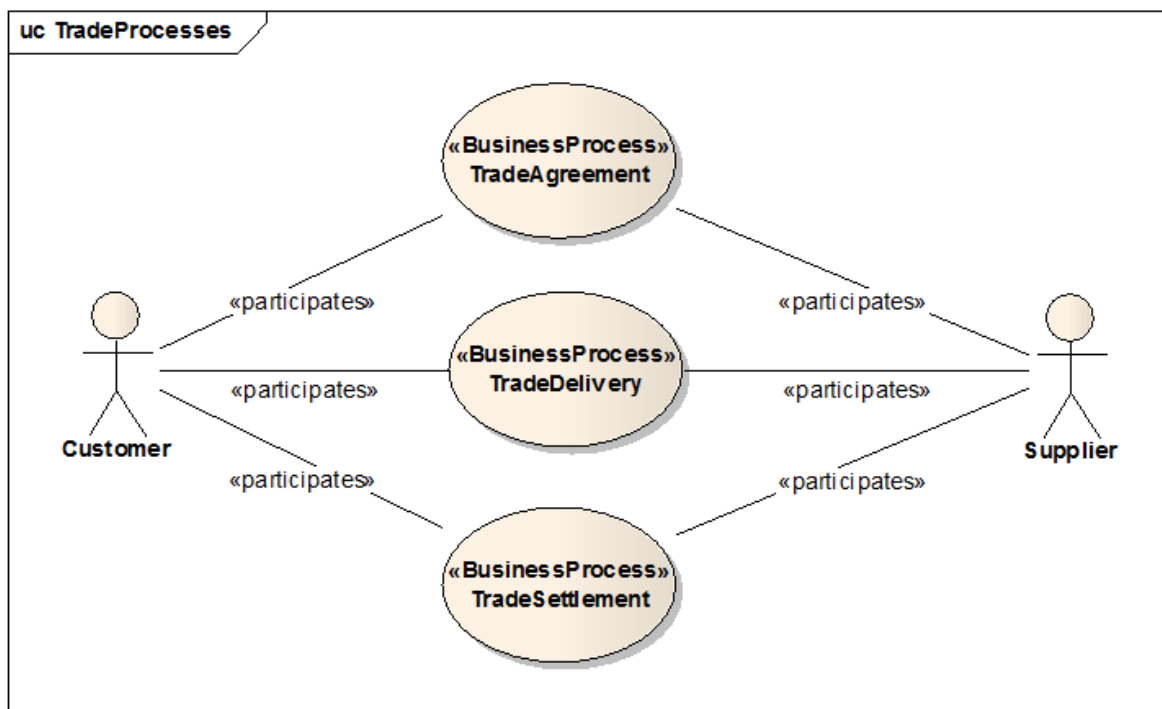 uc TradeProcesses
«BusinessProcess»
TradeAgreement
«participates»
«participates»
«BusinessProcess»
TradeDelivery
«participates»
«participates»
Customer
Supplier
«participates»
«participates»
«BusinessProcess»
TradeSettlement